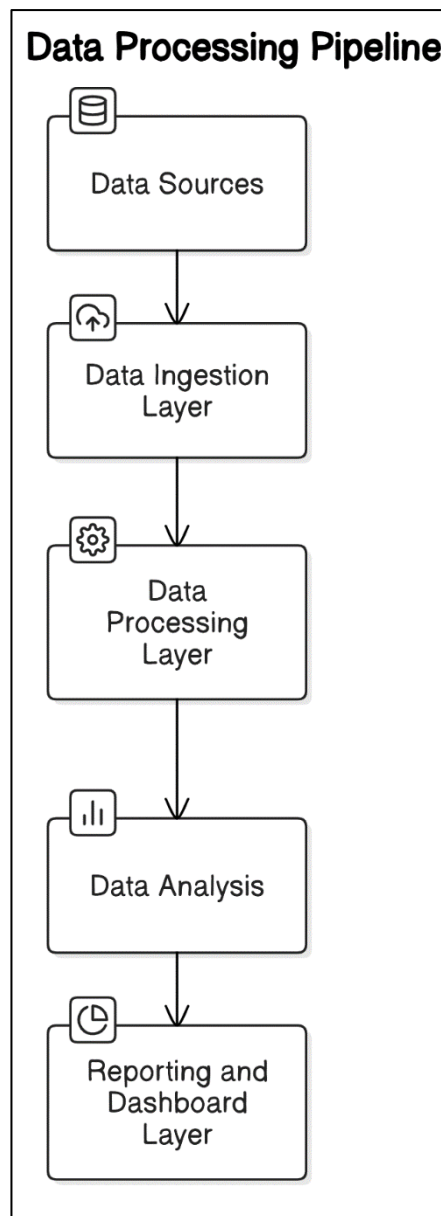 Data Processing Pipeline
Data Sources
Data Ingestion
Layer
Data
Processing
Layer
Data Analysis
Reporting and
Dashboard
Layer